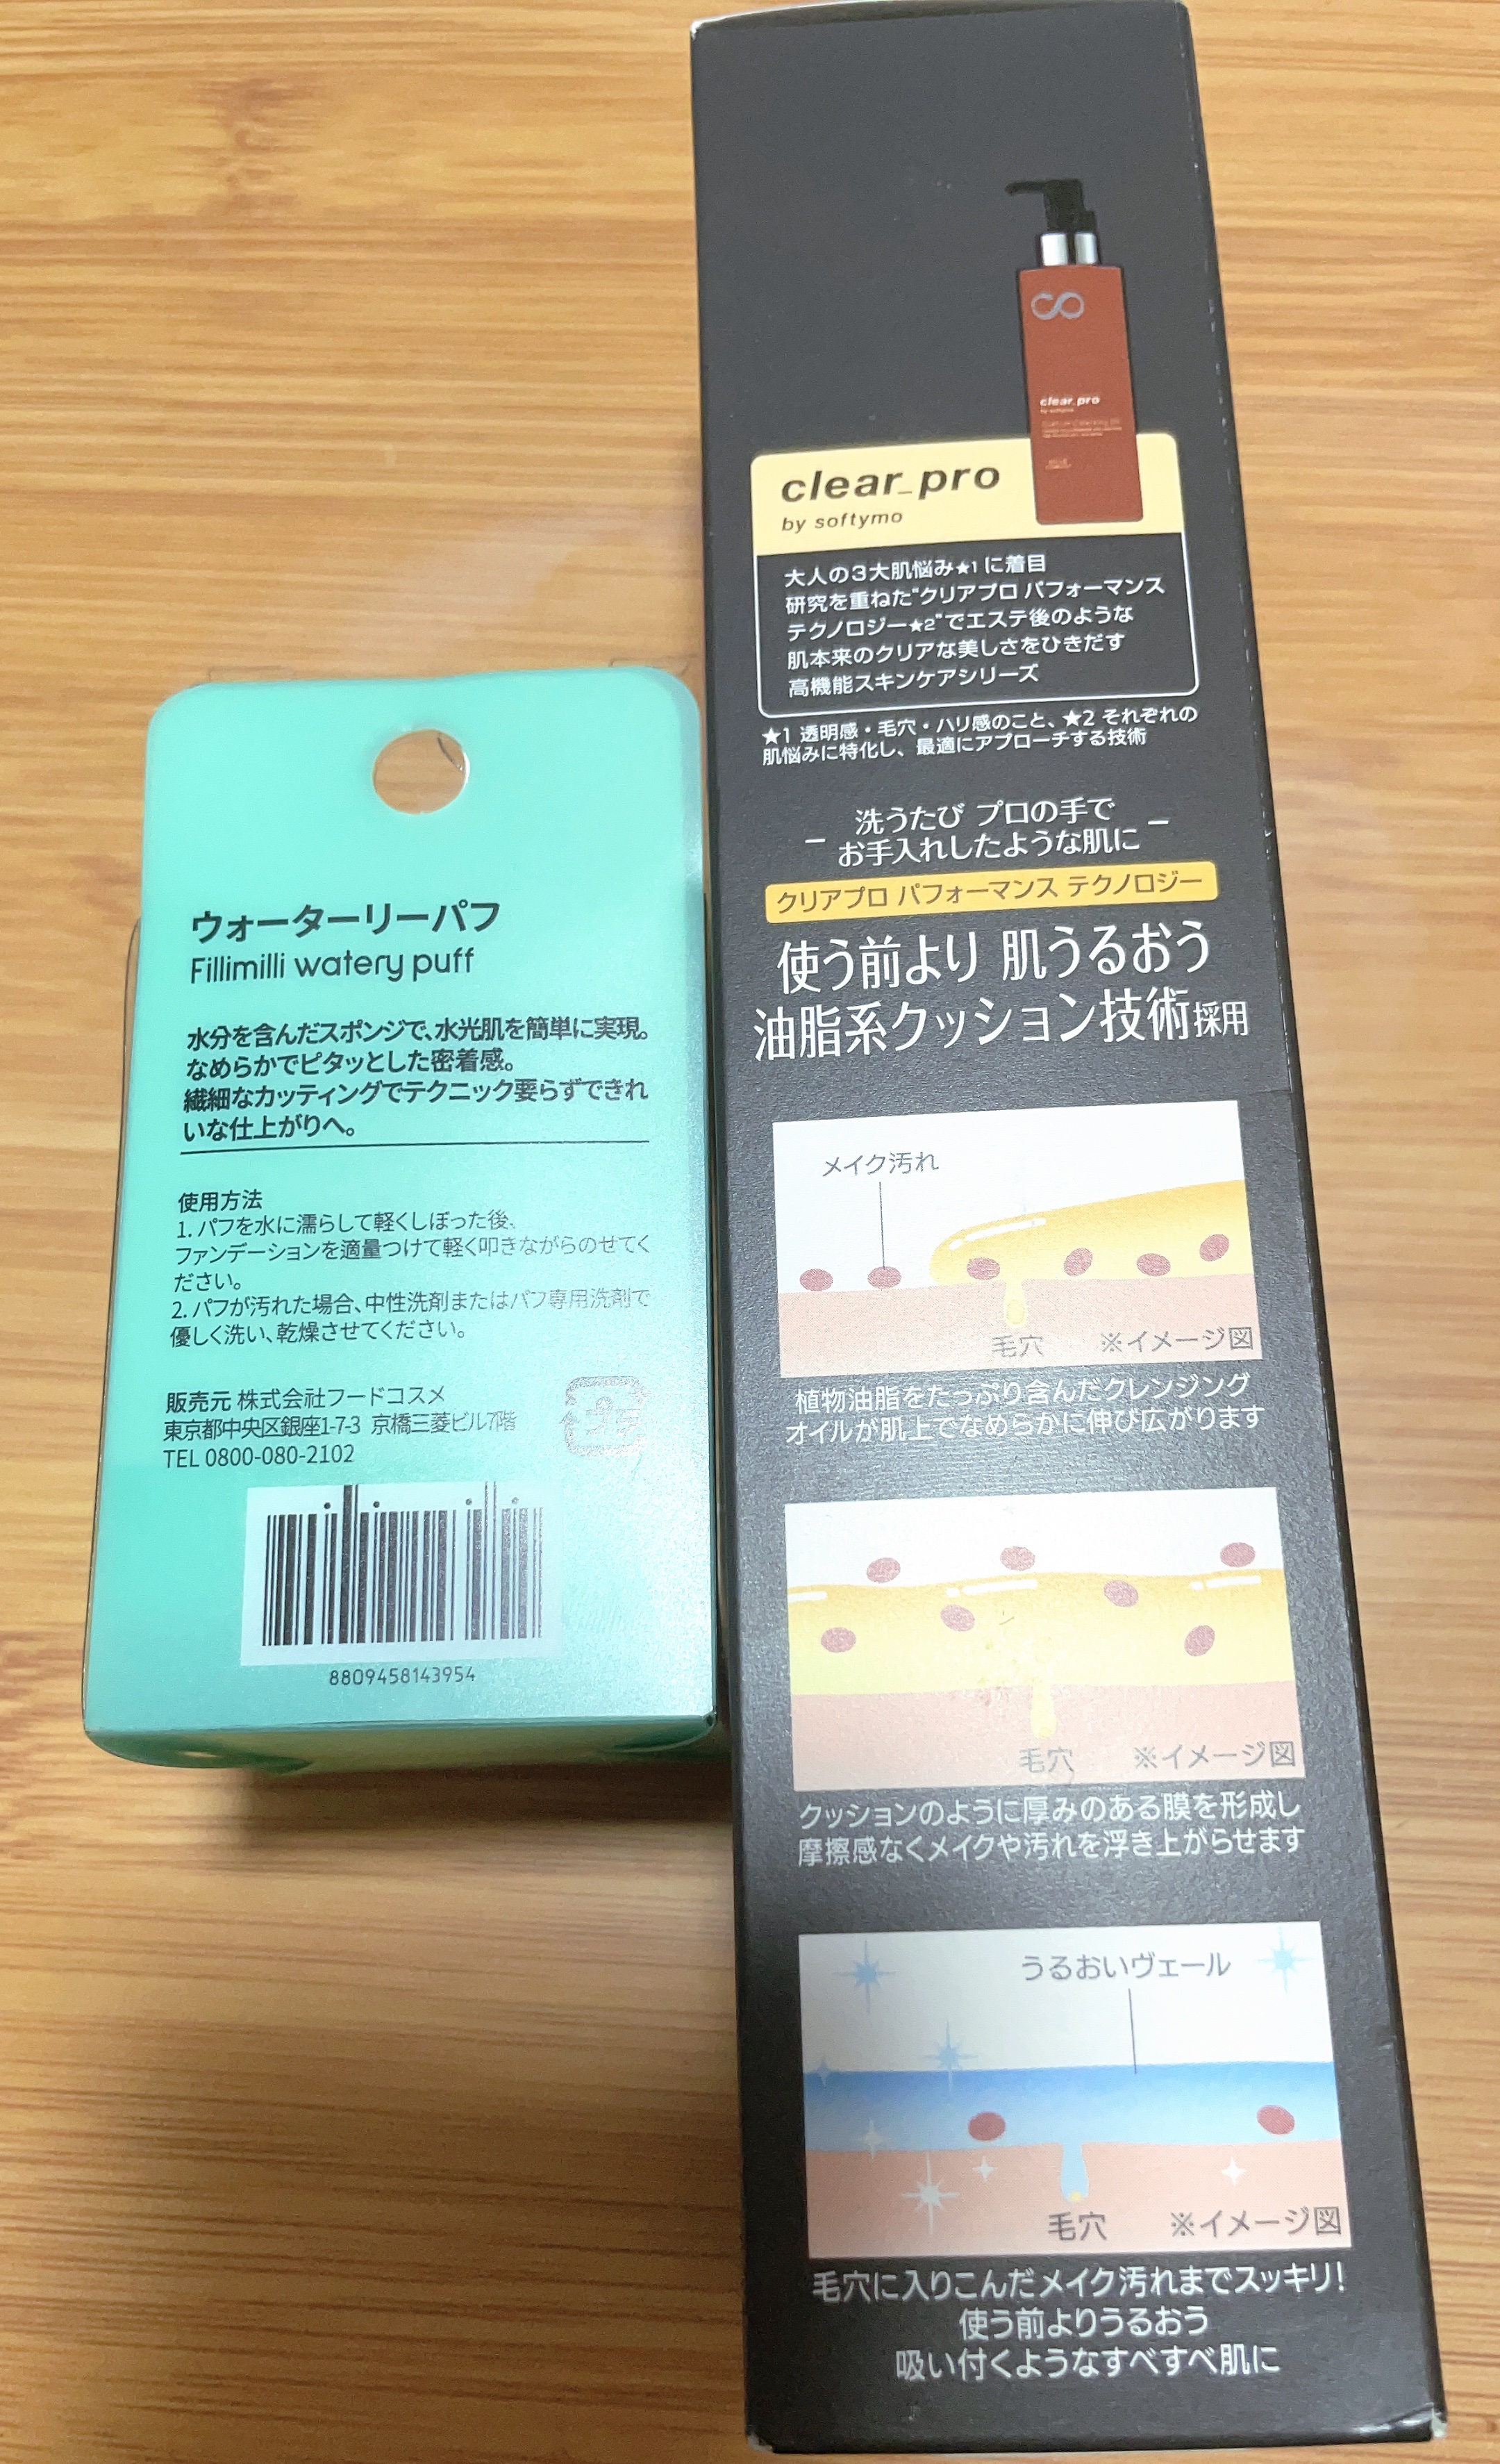 ウォーターリーパフ
Fillimilli watery puff
水分を含んだスポンジで、水光肌を簡単に実現。
なめらかでピタッとした密着感。
繊細なカッティングでテクニック要らずできれ
いな仕上がりへ。
使用方法
1. パフを水に濡らして軽くしぼった後、
ファンデーションを適量つけて軽く叩きながらのせてく
ださい。
2. パフが汚れた場合、中性洗剤またはパフ専用洗剤で
優しく洗い、乾燥させてください。
販売元 株式会社フードコスメ
東京都中央区銀座1-7-3 京橋三菱ビル7階
TEL 0800-080-2102
プラ
8809458143954
clear_pro
by softymo
clear_pro
by softymo
大人の3大肌悩み★1に着目
研究を重ねた“クリアプロ パフォーマンス
テクノロジー★2”でエステ後のような
肌本来のクリアな美しさをひきだす
高機能スキンケアシリーズ
★1 透明感・毛穴・ハリ感のこと、★2 それぞれの
肌悩みに特化し、最適にアプローチする技術
洗うたび プロの手で
お手入れしたような肌に
クリアプロ パフォーマンス テクノロジー
使う前より 肌うるおう
油脂系クッション技術採用
メイク汚れ
毛穴 ※イメージ図
植物油脂をたっぷり含んだクレンジング
オイルが肌上でなめらかに伸び広がります
毛穴 ※イメージ図
クッションのように厚みのある膜を形成し
摩擦感なくメイクや汚れを浮き上がらせます
うるおいヴェール
毛穴 ※イメージ図
毛穴に入りこんだメイク汚れまでスッキリ!
使う前よりうるおう
吸い付くようなすべすべ肌に